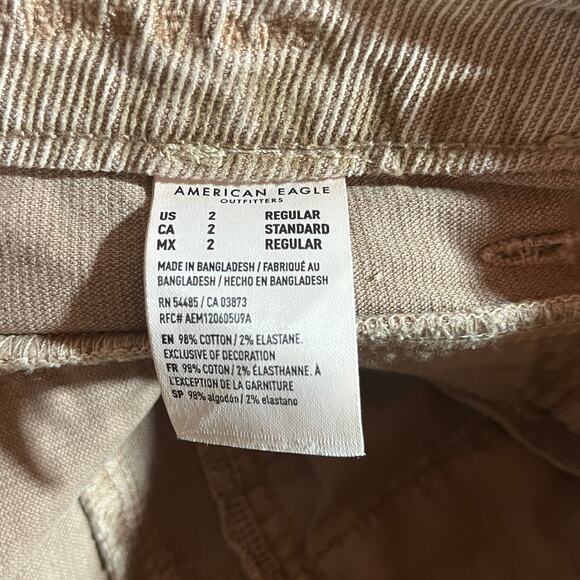 AMERICAN EAGLE
OUTFITTERS
US 2 REGULAR
CA 2 STANDARD
MX 2 REGULAR
MADE IN BANGLADESH / FABRIQUÉ AU
BANGLADESH / HECHO EN BANGLADESH
RN 54485 / CA 03873
RFC# AEM120605U9A
EN 98% COTTON / 2% ELASTANE.
EXCLUSIVE OF DECORATION
FR 98% COTON / 2% ÉLASTHANNE. À
L'EXCEPTION DE LA GARNITURE
SP 98% algodón / 2% elastano